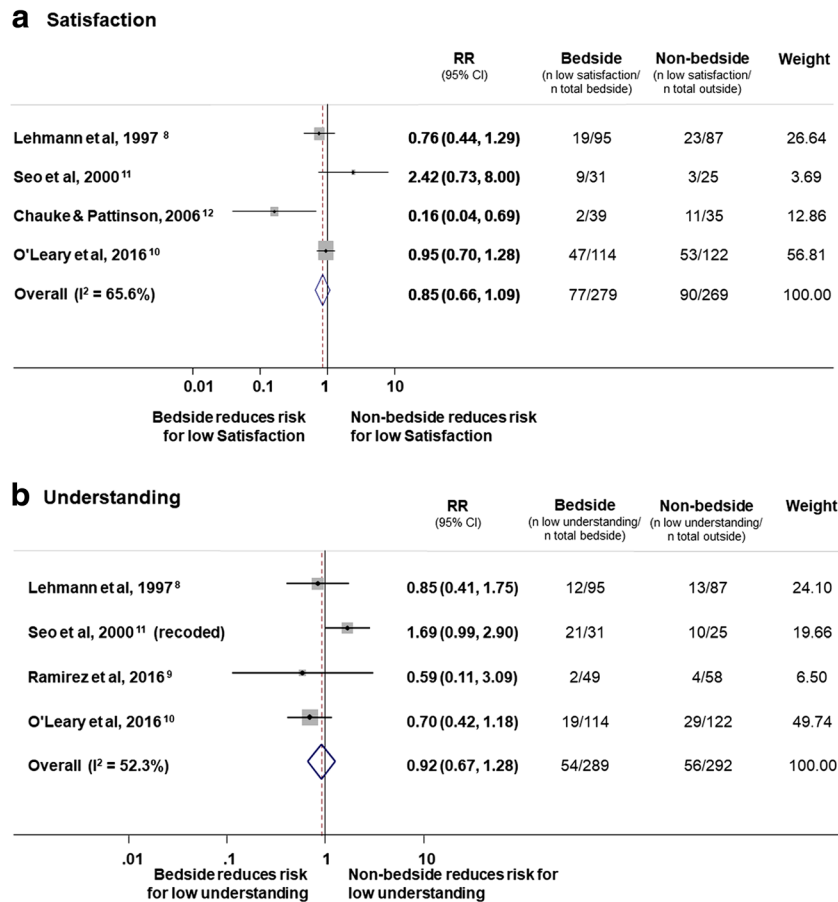 a Satisfaction
RR Bedside Non-bedside Weight
(95% CI) (n low satisfaction/ (n low satisfaction/
n total bedside) n total outside)
Lehmann et al, 1997 8 0.76 (0.44, 1.29) 19/95 23/87 26.64
Seo et al, 2000 11 2.42 (0.73, 8.00) 9/31 3/25 3.69
Chauke & Pattinson, 2006 12 0.16 (0.04, 0.69) 2/39 11/35 12.86
O'Leary et al, 2016 10 0.95 (0.70, 1.28) 47/114 53/122 56.81
Overall (I2 = 65.6%) 0.85 (0.66, 1.09) 77/279 90/269 100.00
0.01 0.1 1 10
Bedside reduces risk Non-bedside reduces risk
for low Satisfaction for low Satisfaction
b Understanding
RR Bedside Non-bedside Weight
(95% CI) (n low understanding/ (n low understanding/
n total bedside) n total outside)
Lehmann et al, 1997 8 0.85 (0.41, 1.75) 12/95 13/87 24.10
Seo et al, 2000 11 (recoded) 1.69 (0.99, 2.90) 21/31 10/25 19.66
Ramirez et al, 2016 9 0.59 (0.11, 3.09) 2/49 4/58 6.50
O'Leary et al, 2016 10 0.70 (0.42, 1.18) 19/114 29/122 49.74
Overall (I2 = 52.3%) 0.92 (0.67, 1.28) 54/289 56/292 100.00
.01 .1 1 10
Bedside reduces risk Non-bedside reduces risk for
for low understanding low understanding